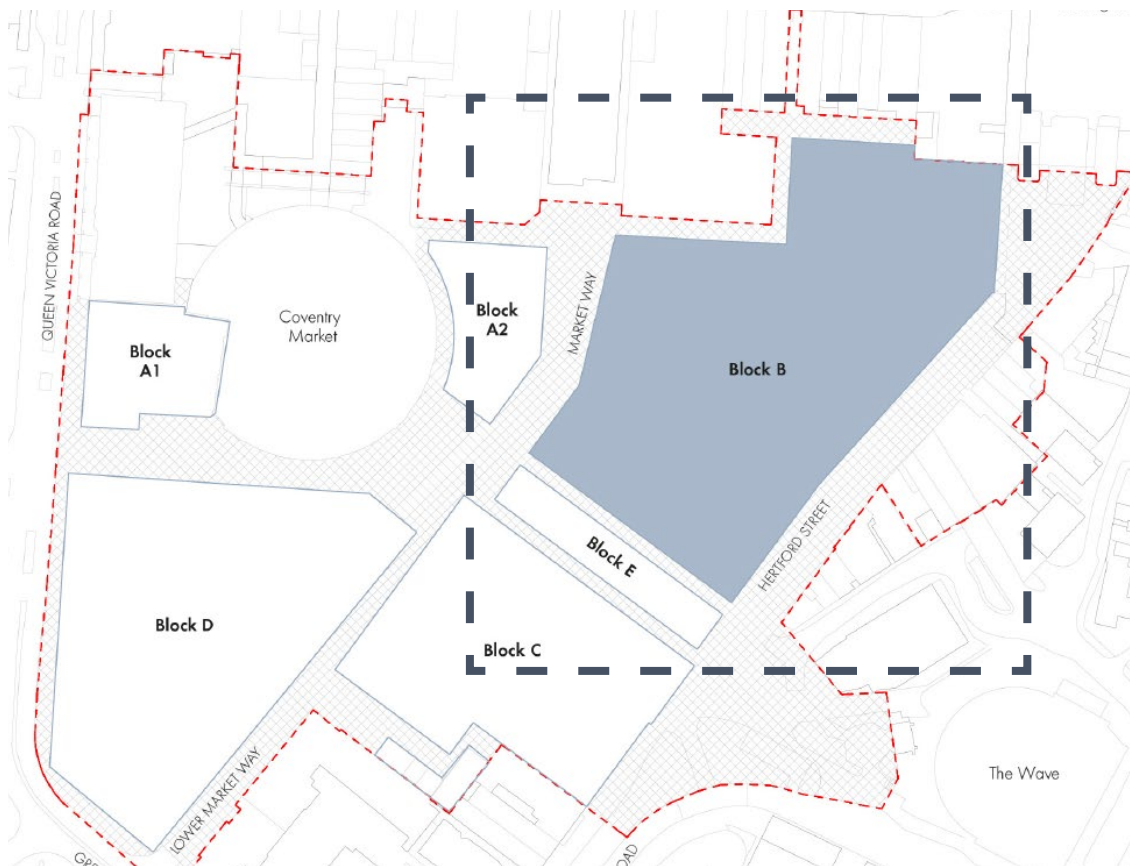 QUEEN VICTORIA ROAD
Coventry
Market
Block
A1
Block
A2
MARKET WAY
Block B
HERTFORD STREET
Block E
Block D
Block C
LOWER MARKET WAY
The Wave
ROAD